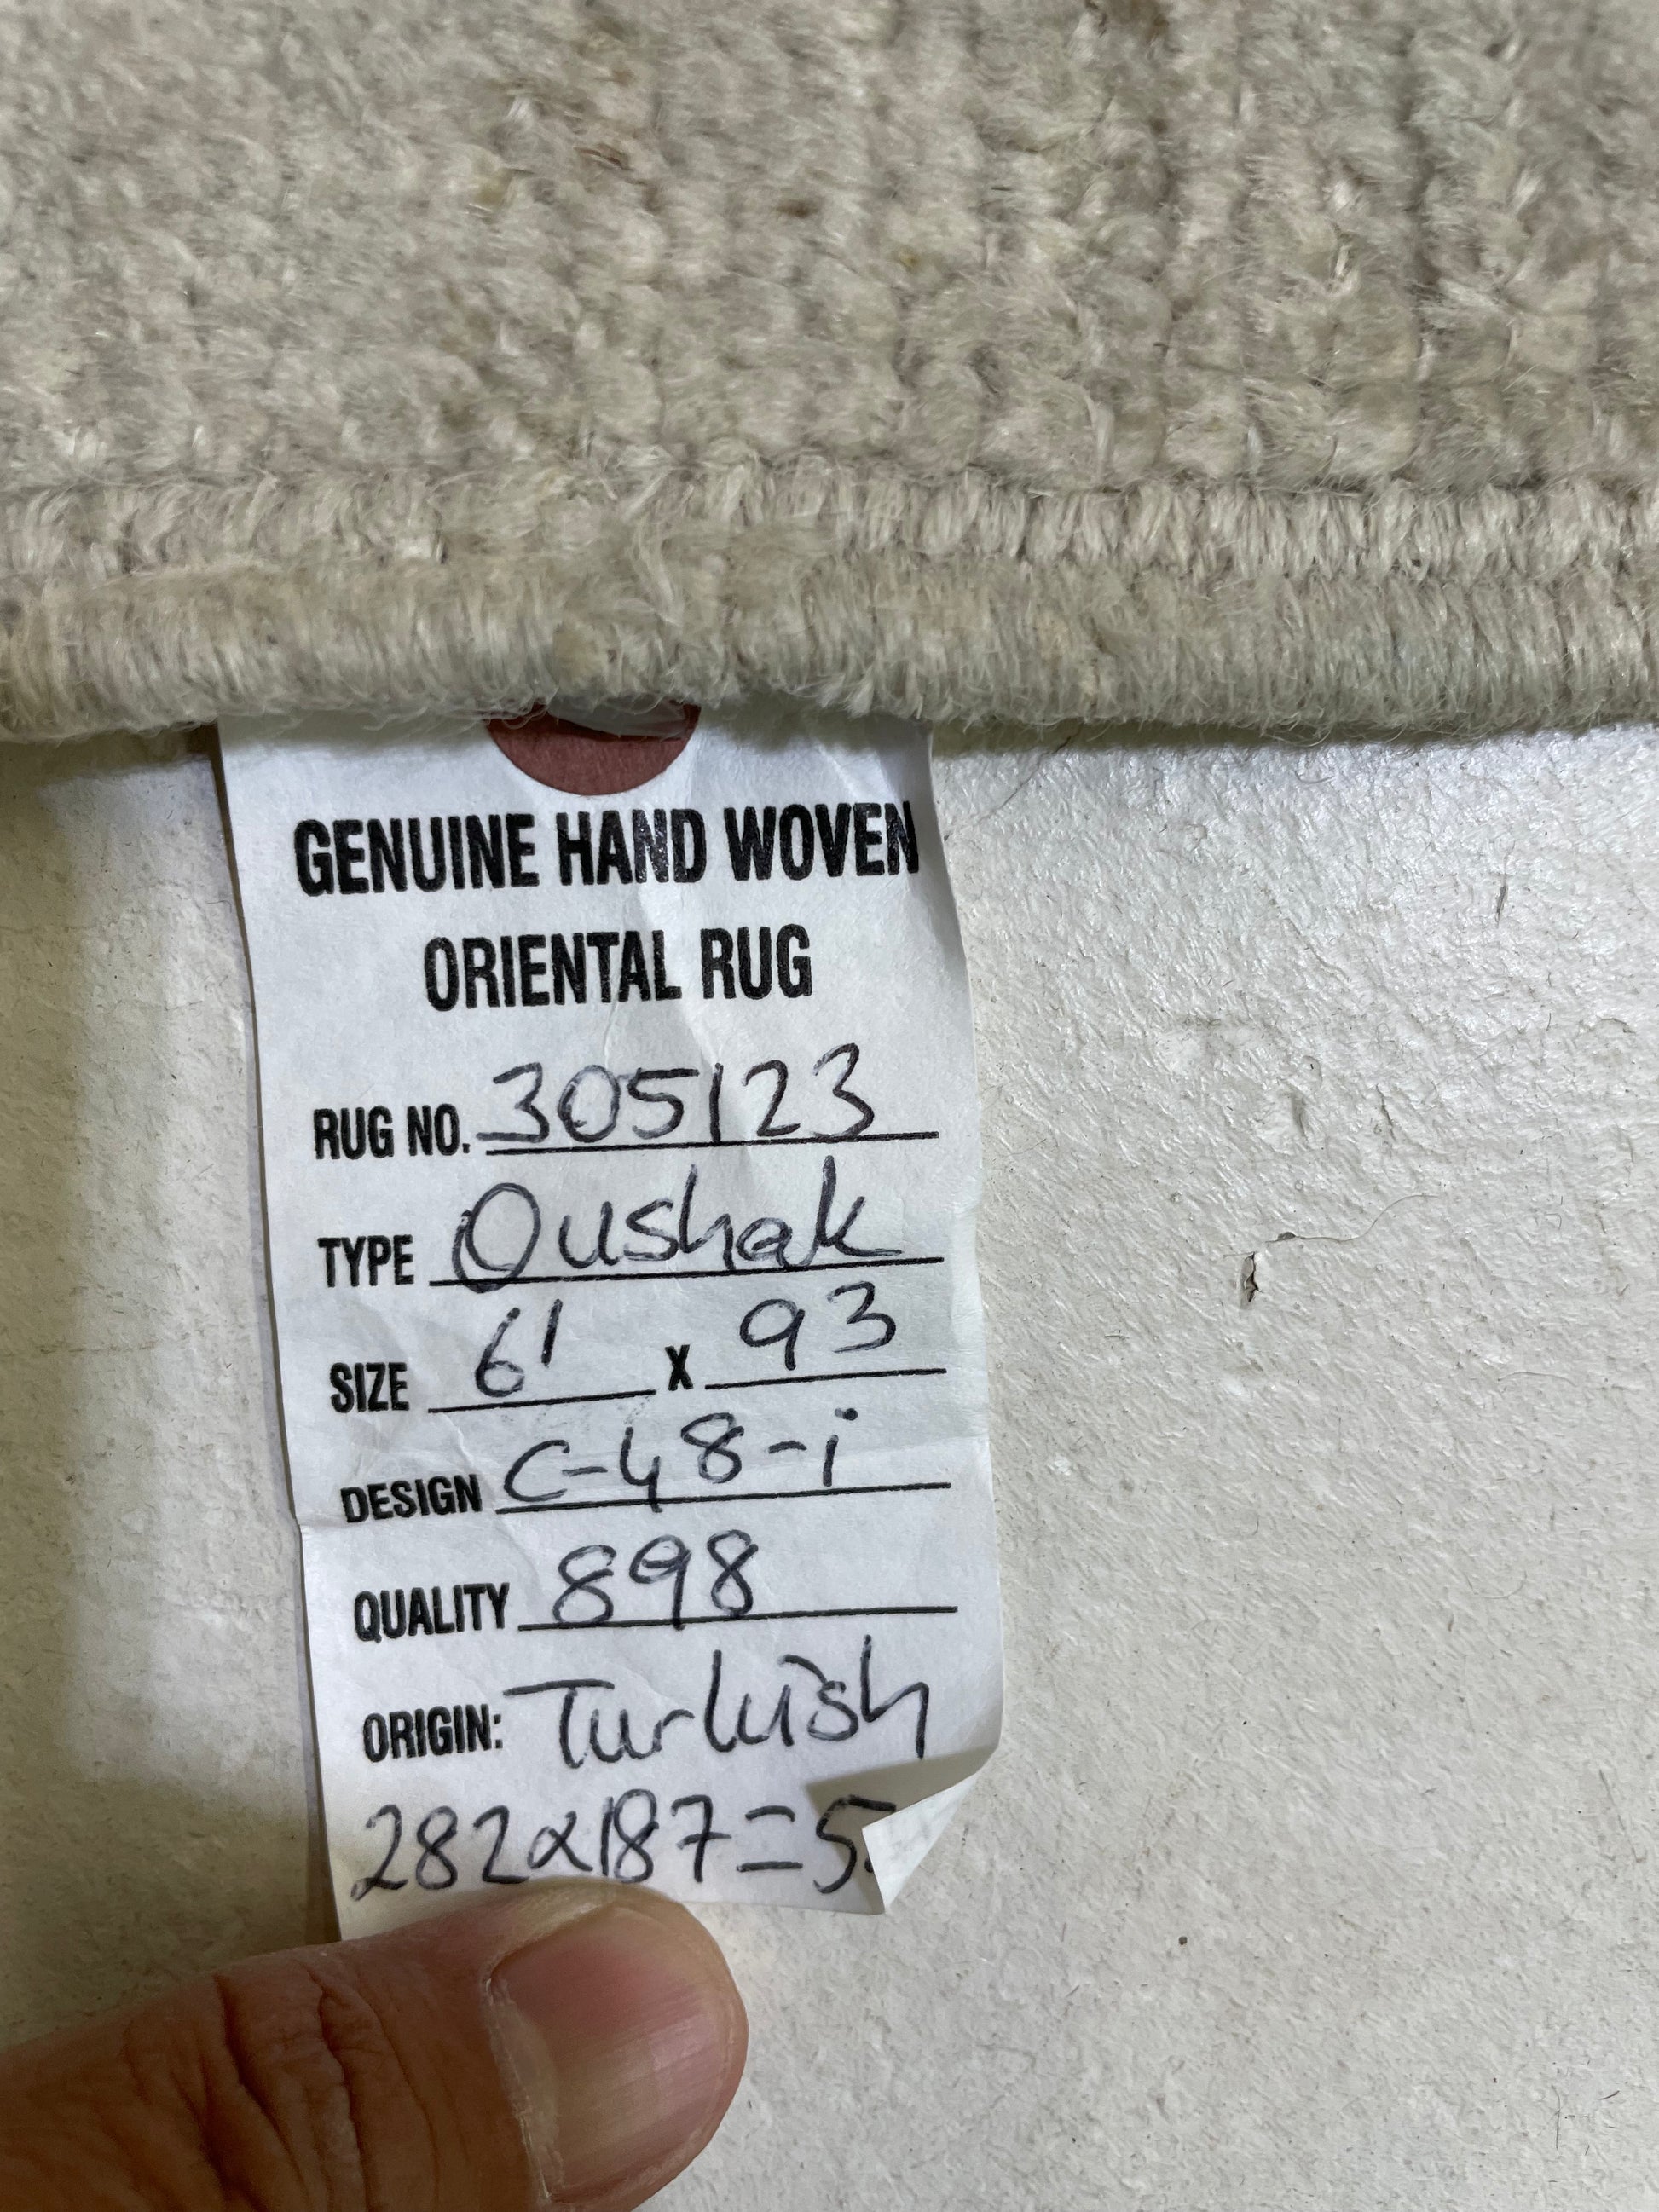 GENUINE HAND WOVEN
ORIENTAL RUG
RUG NO. 305123
TYPE Oushak
SIZE 6' x 93
DESIGN C-48-i
QUALITY 898
ORIGIN: Turkish
282x187=5